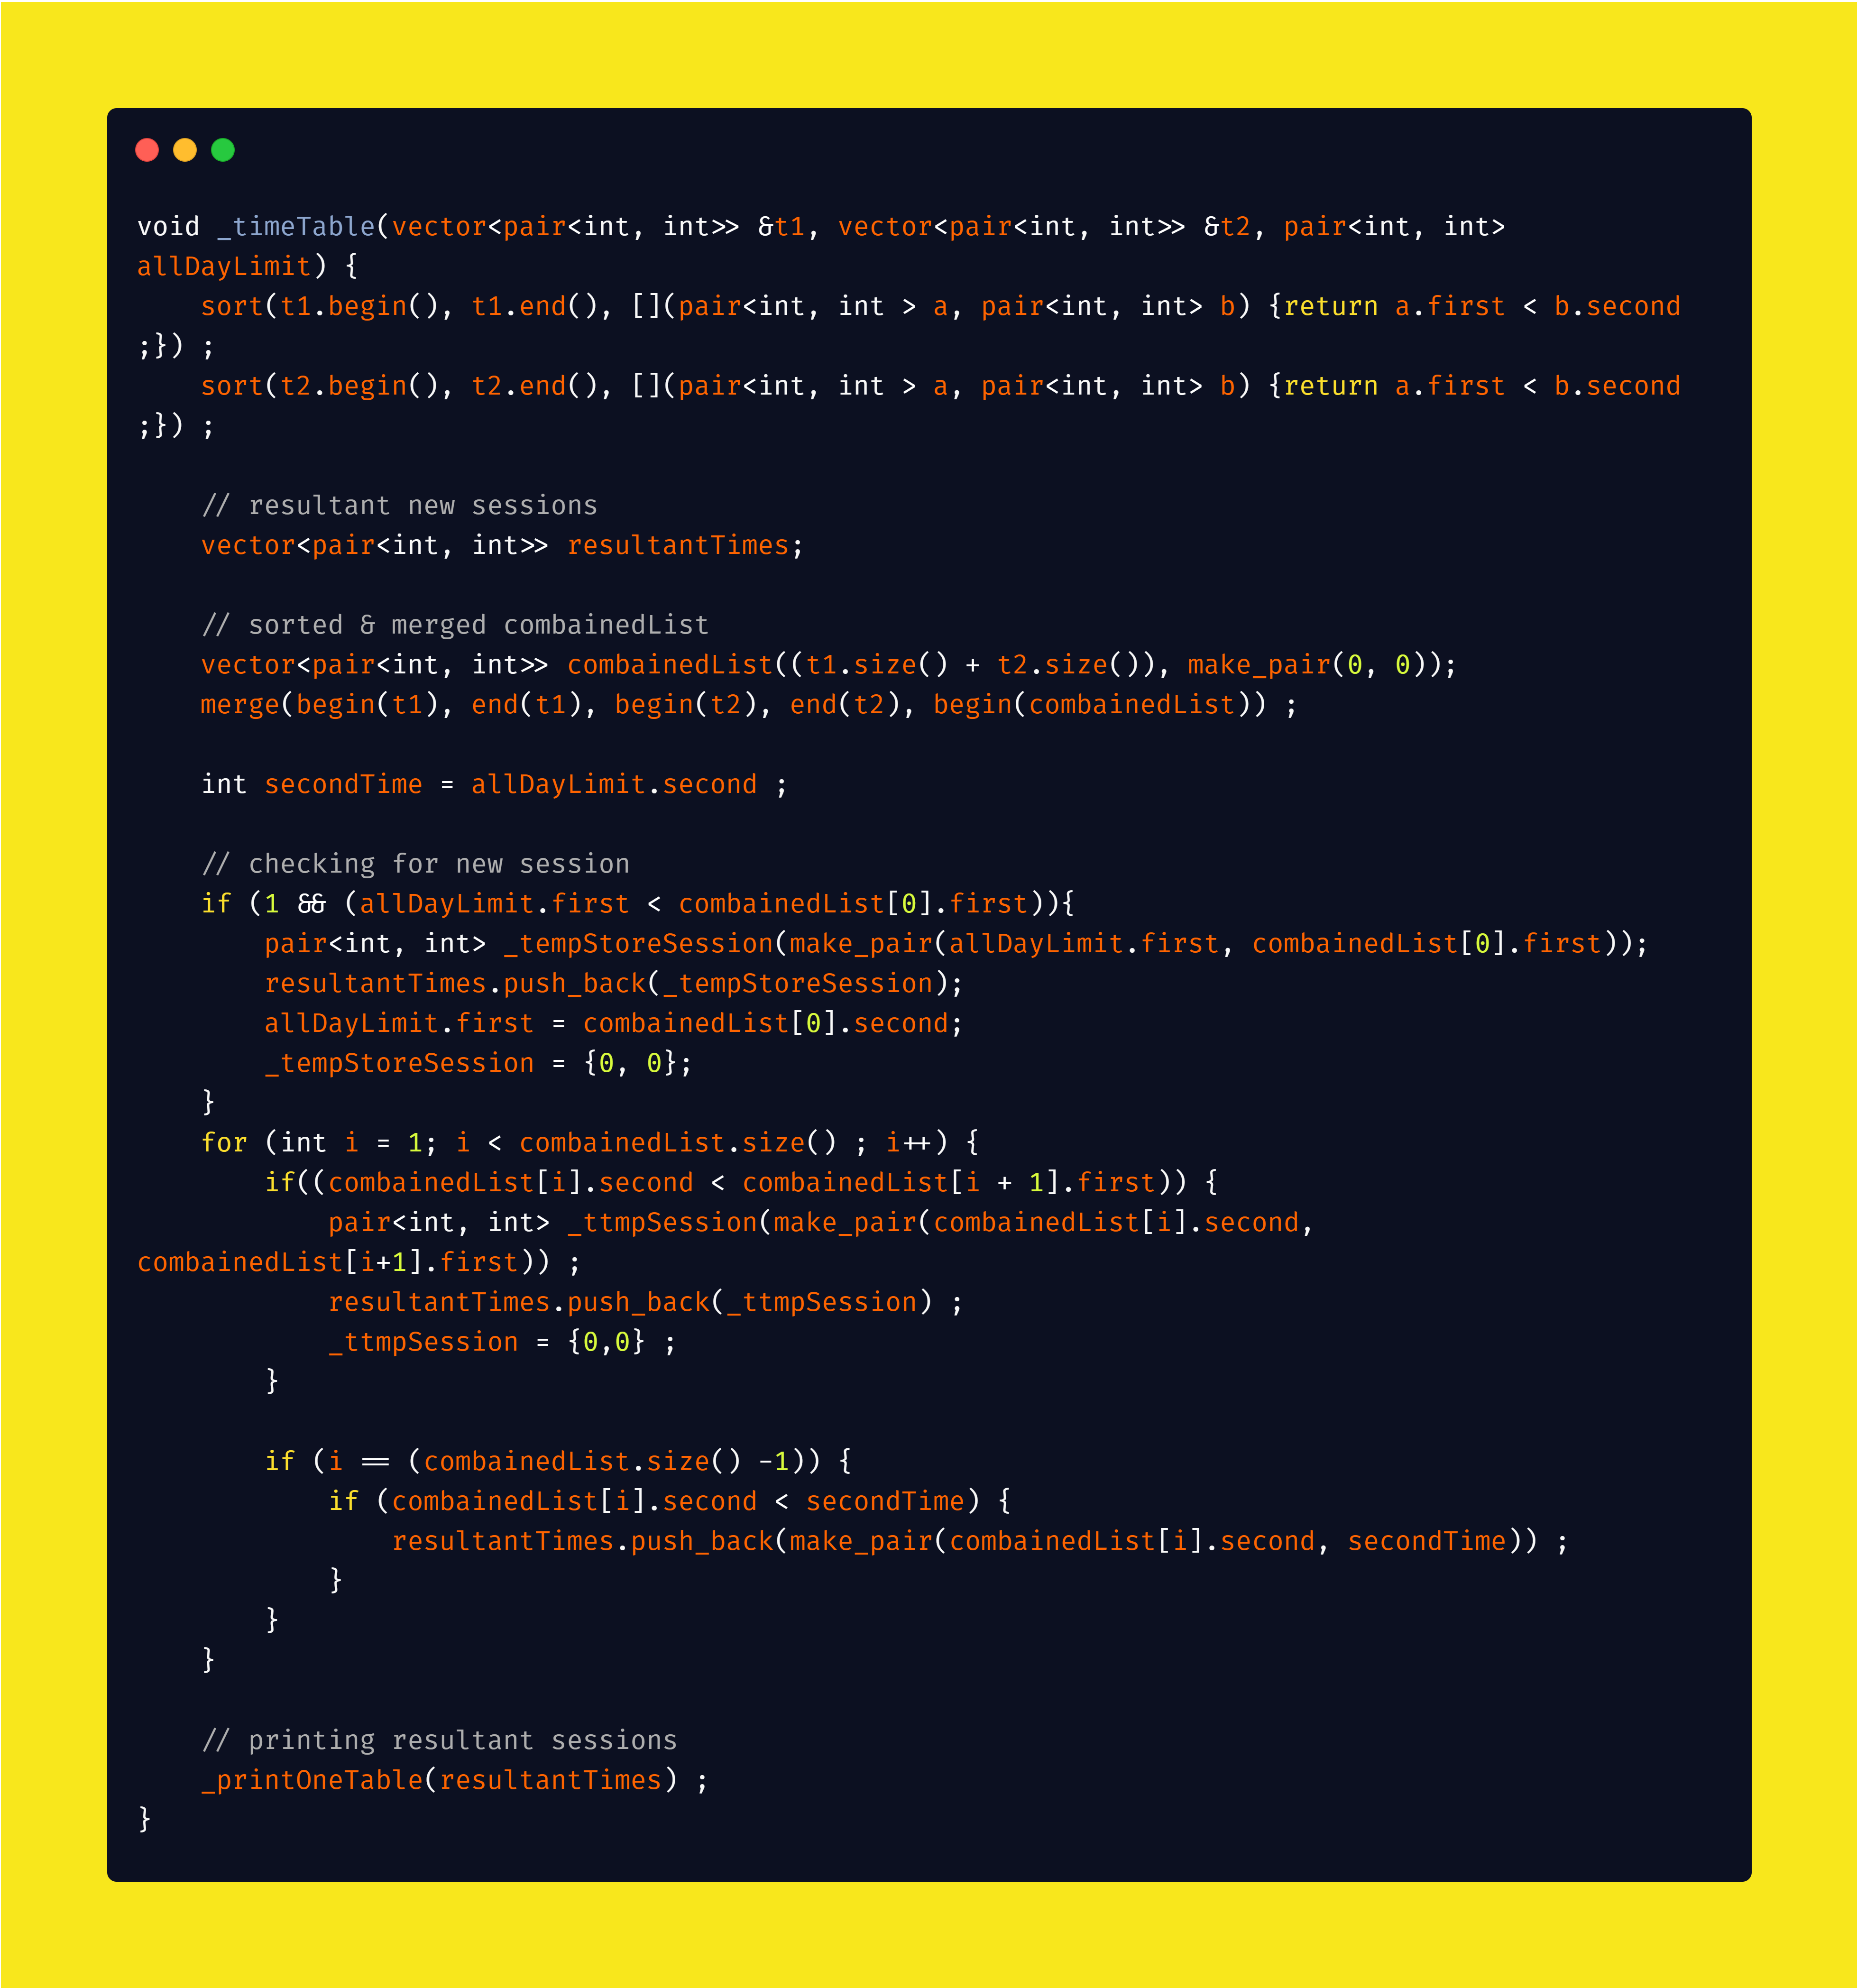 void _timeTable(vector<pair<int, int>> &t1, vector<pair<int, int>> &t2, pair<int, int>
allDayLimit) {
    sort(t1.begin(), t1.end(), [](pair<int, int > a, pair<int, int> b) {return a.first < b.second
;}) ;
    sort(t2.begin(), t2.end(), [](pair<int, int > a, pair<int, int> b) {return a.first < b.second
;}) ;

    // resultant new sessions
    vector<pair<int, int>> resultantTimes;

    // sorted & merged combainedList
    vector<pair<int, int>> combainedList((t1.size() + t2.size()), make_pair(0, 0));
    merge(begin(t1), end(t1), begin(t2), end(t2), begin(combainedList)) ;

    int secondTime = allDayLimit.second ;

    // checking for new session
    if (1 && (allDayLimit.first < combainedList[0].first)){
        pair<int, int> _tempStoreSession(make_pair(allDayLimit.first, combainedList[0].first));
        resultantTimes.push_back(_tempStoreSession);
        allDayLimit.first = combainedList[0].second;
        _tempStoreSession = {0, 0};
    }
    for (int i = 1; i < combainedList.size() ; i++) {
        if((combainedList[i].second < combainedList[i + 1].first)) {
            pair<int, int> _ttmpSession(make_pair(combainedList[i].second,
combainedList[i+1].first)) ;
            resultantTimes.push_back(_ttmpSession) ;
            _ttmpSession = {0,0} ;
        }

        if (i == (combainedList.size() -1)) {
            if (combainedList[i].second < secondTime) {
                resultantTimes.push_back(make_pair(combainedList[i].second, secondTime)) ;
            }
        }
    }

    // printing resultant sessions
    _printOneTable(resultantTimes) ;
}